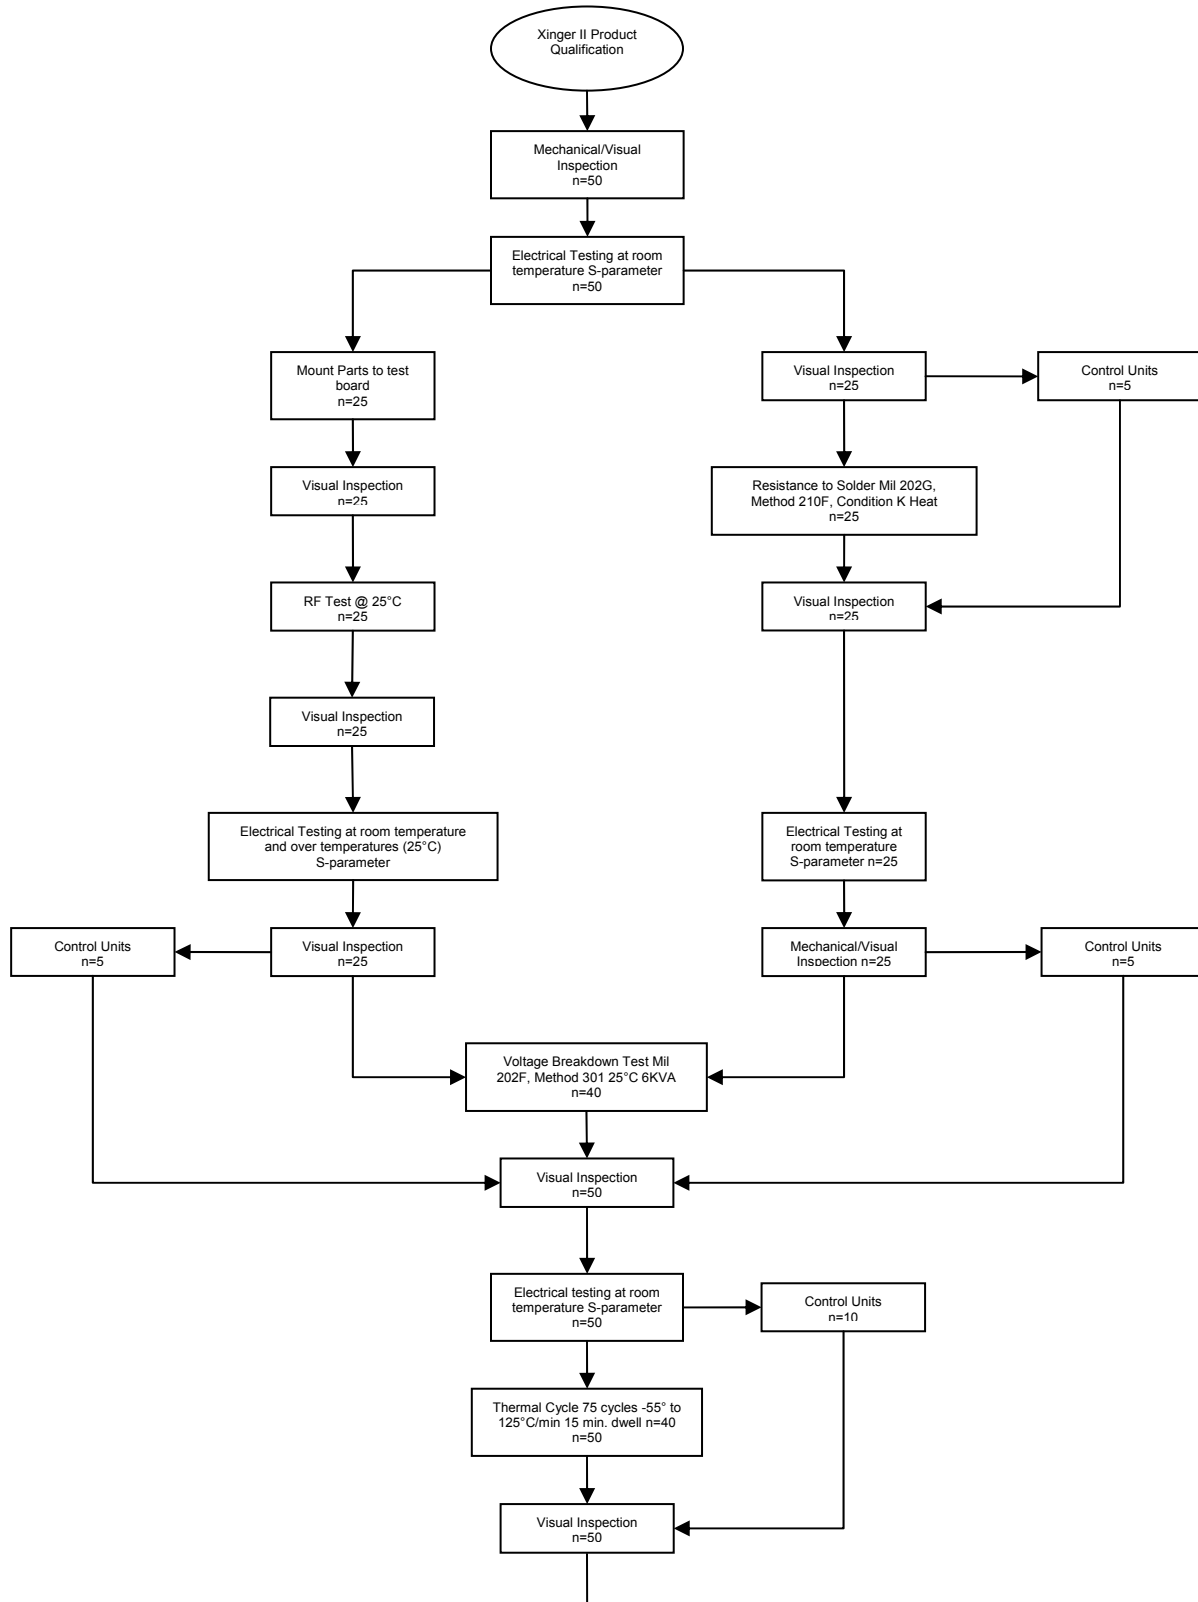 Xinger II Product
Qualification
Mechanical/Visual
Inspection
n=50
Electrical Testing at room
temperature S-parameter
n=50
Mount Parts to test
board
n=25
Visual Inspection
n=25
Control Units
n=5
Visual Inspection
n=25
Resistance to Solder Mil 202G,
Method 210F, Condition K Heat
n=25
RF Test @ 25°C
n=25
Visual Inspection
n=25
Visual Inspection
n=25
Electrical Testing at room temperature
and over temperatures (25°C)
S-parameter
Electrical Testing at
room temperature
S-parameter n=25
Control Units
n=5
Visual Inspection
n=25
Mechanical/Visual
Inspection n=25
Control Units
n=5
Voltage Breakdown Test Mil
202F, Method 301 25°C 6KVA
n=40
Visual Inspection
n=50
Electrical testing at room
temperature S-parameter
n=50
Control Units
n=10
Thermal Cycle 75 cycles -55° to
125°C/min 15 min. dwell n=40
n=50
Visual Inspection
n=50